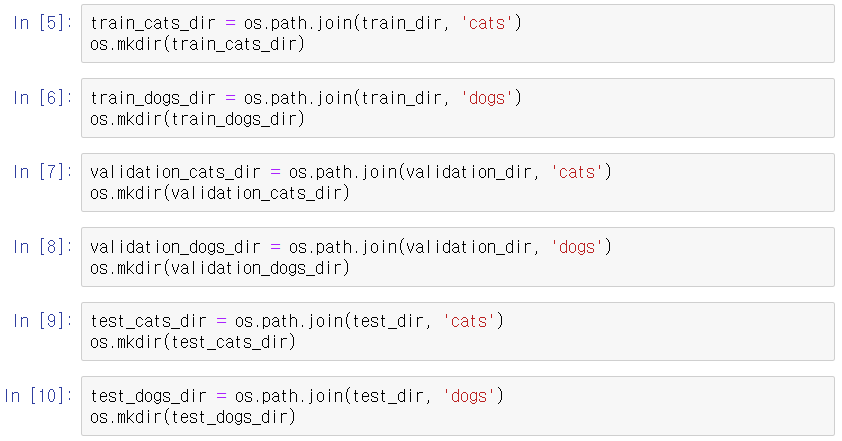 In [5]: train_cats_dir = os.path.join(train_dir, 'cats')
os.mkdir(train_cats_dir)
In [6]: train_dogs_dir = os.path.join(train_dir, 'dogs')
os.mkdir(train_dogs_dir)
In [7]: validation_cats_dir = os.path.join(validation_dir, 'cats')
os.mkdir(validation_cats_dir)
In [8]: validation_dogs_dir = os.path.join(validation_dir, 'dogs')
os.mkdir(validation_dogs_dir)
In [9]: test_cats_dir = os.path.join(test_dir, 'cats')
os.mkdir(test_cats_dir)
In [10]: test_dogs_dir = os.path.join(test_dir, 'dogs')
os.mkdir(test_dogs_dir)